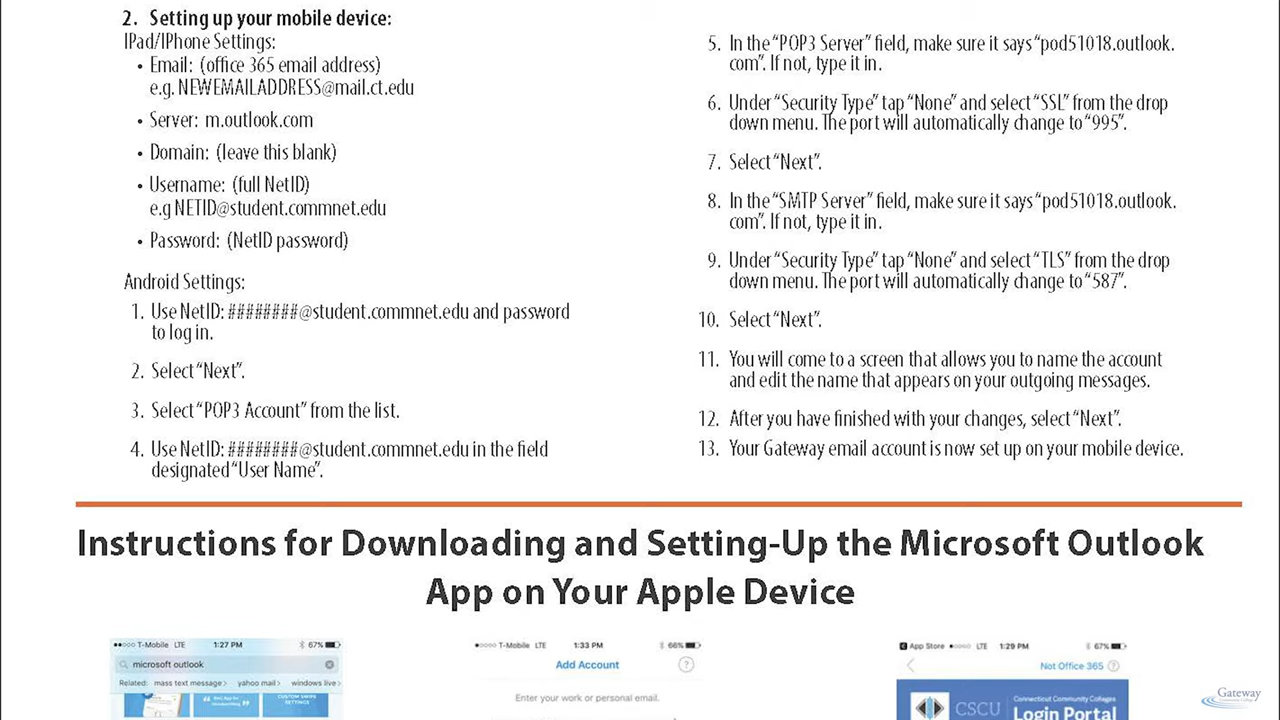 2. Setting up your mobile device:
IPad/IPhone Settings:
• Email: (office 365 email address)
e.g. NEWEMAILADDRESS@mail.ct.edu
• Server: m.outlook.com
• Domain: (leave this blank)
• Username: (full NetID)
e.g NETID@student.commnet.edu
• Password: (NetID password)
Android Settings:
1. Use NetID: ########@student.commnet.edu and password
to log in.
2. Select “Next”.
3. Select “POP3 Account” from the list.
4. Use NetID: ########@student.commnet.edu in the field
designated “User Name”.
5. In the “POP3 Server” field, make sure it says “pod51018.outlook.
com”. If not, type it in.
6. Under “Security Type” tap “None” and select “SSL” from the drop
down menu. The port will automatically change to “995”.
7. Select “Next”.
8. In the “SMTP Server” field, make sure it says “pod51018.outlook.
com”. If not, type it in.
9. Under “Security Type” tap “None” and select “TLS” from the drop
down menu. The port will automatically change to “587”.
10. Select “Next”.
11. You will come to a screen that allows you to name the account
and edit the name that appears on your outgoing messages.
12. After you have finished with your changes, select “Next”.
13. Your Gateway email account is now set up on your mobile device.
Instructions for Downloading and Setting-Up the Microsoft Outlook
App on Your Apple Device
T-Mobile LTE 1:27 PM 67%
microsoft outlook
Related: mass text message > yahoo mail > windows live >
CUSTOM SWIPE
SETTINGS
T-Mobile LTE 1:33 PM 66%
Add Account ?
Enter your work or personal email.
App Store LTE 1:29 PM 67%
Not Office 365 ?
Connecticut Community Colleges
CSCU Login Portal
Gateway